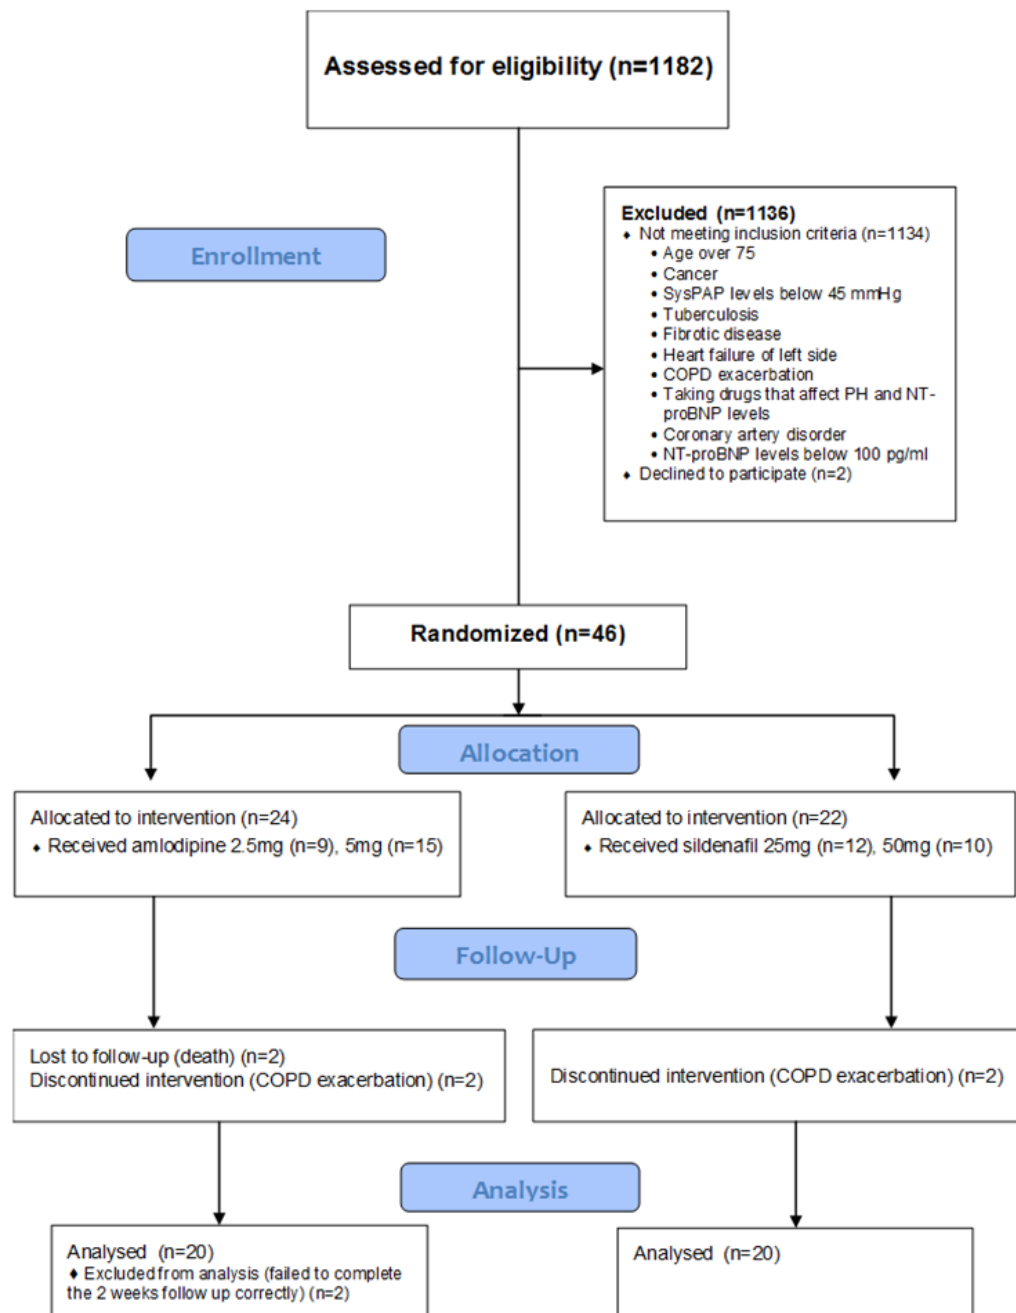 Assessed for eligibility (n=1182)
Enrollment
Excluded (n=1136)
♦ Not meeting inclusion criteria (n=1134)
• Age over 75
• Cancer
• SysPAP levels below 45 mmHg
• Tuberculosis
• Fibrotic disease
• Heart failure of left side
• COPD exacerbation
• Taking drugs that affect PH and NT-
proBNP levels
• Coronary artery disorder
• NT-proBNP levels below 100 pg/ml
♦ Declined to participate (n=2)
Randomized (n=46)
Allocation
Allocated to intervention (n=24)
♦ Received amlodipine 2.5mg (n=9), 5mg (n=15)
Allocated to intervention (n=22)
♦ Received sildenafil 25mg (n=12), 50mg (n=10)
Follow-Up
Lost to follow-up (death) (n=2)
Discontinued intervention (COPD exacerbation) (n=2)
Discontinued intervention (COPD exacerbation) (n=2)
Analysis
Analysed (n=20)
♦ Excluded from analysis (failed to complete
the 2 weeks follow up correctly) (n=2)
Analysed (n=20)